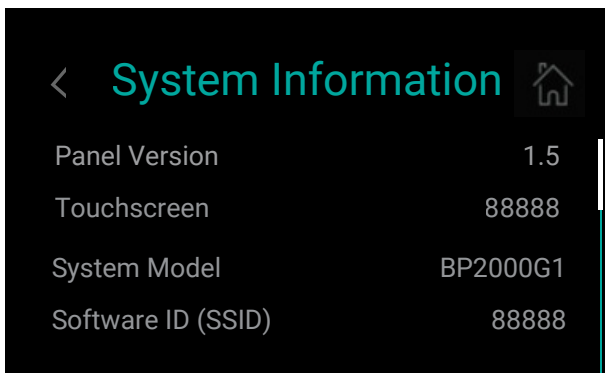 System Information
Panel Version 1.5
Touchscreen 88888
System Model BP2000G1
Software ID (SSID) 88888